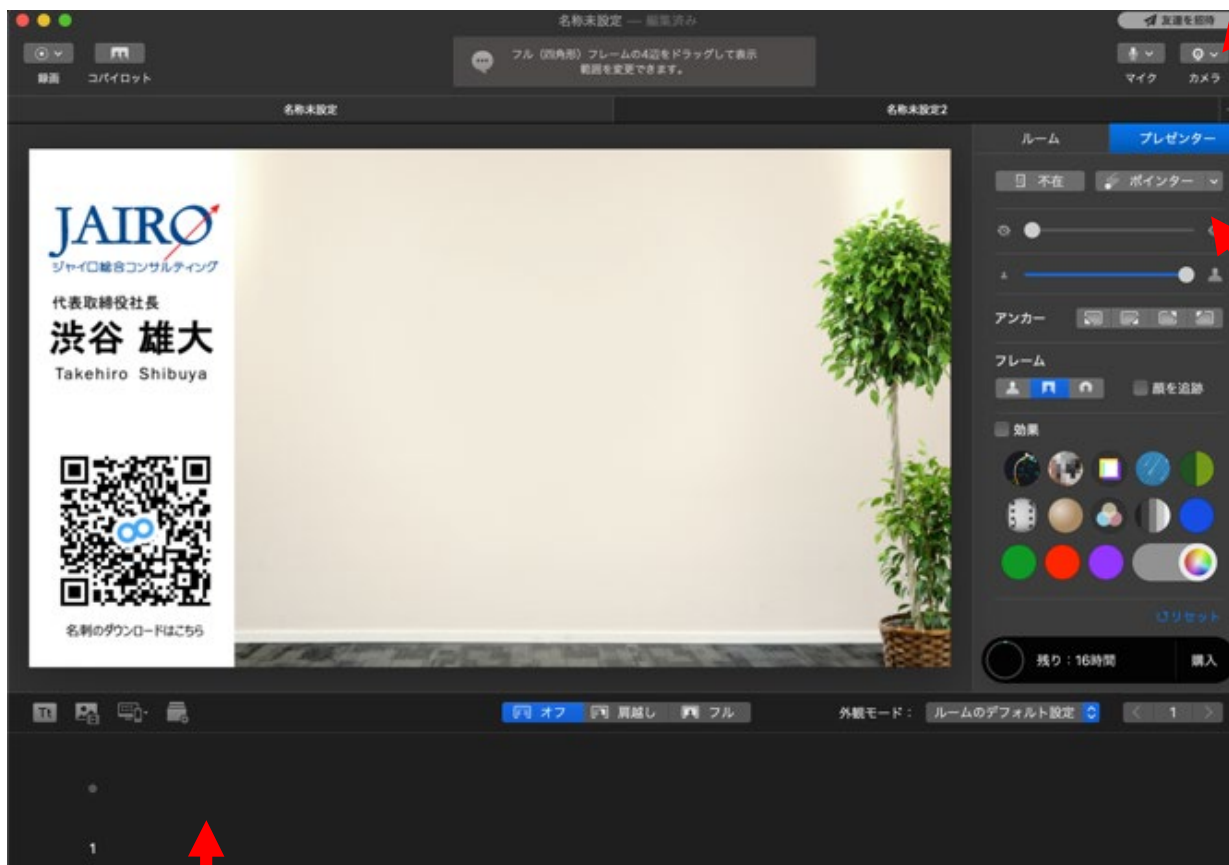 名称未設定 — 編集済み
友達を招待
録画
コパイロット
フル（四角形）フレームの4辺をドラッグして表示
範囲を変更できます。
マイク
カメラ
名称未設定
名称未設定2
ルーム
プレゼンター
不在
ポインター
JAIRO
ジャイロ総合コンサルティング
代表取締役社長
渋谷 雄大
Takehiro Shibuya
名刺のダウンロードはこちら
アンカー
フレーム
顔を追跡
効果
リセット
残り：16時間
購入
Tt
オフ
肩越し
フル
外観モード：
ルームのデフォルト設定
1
1